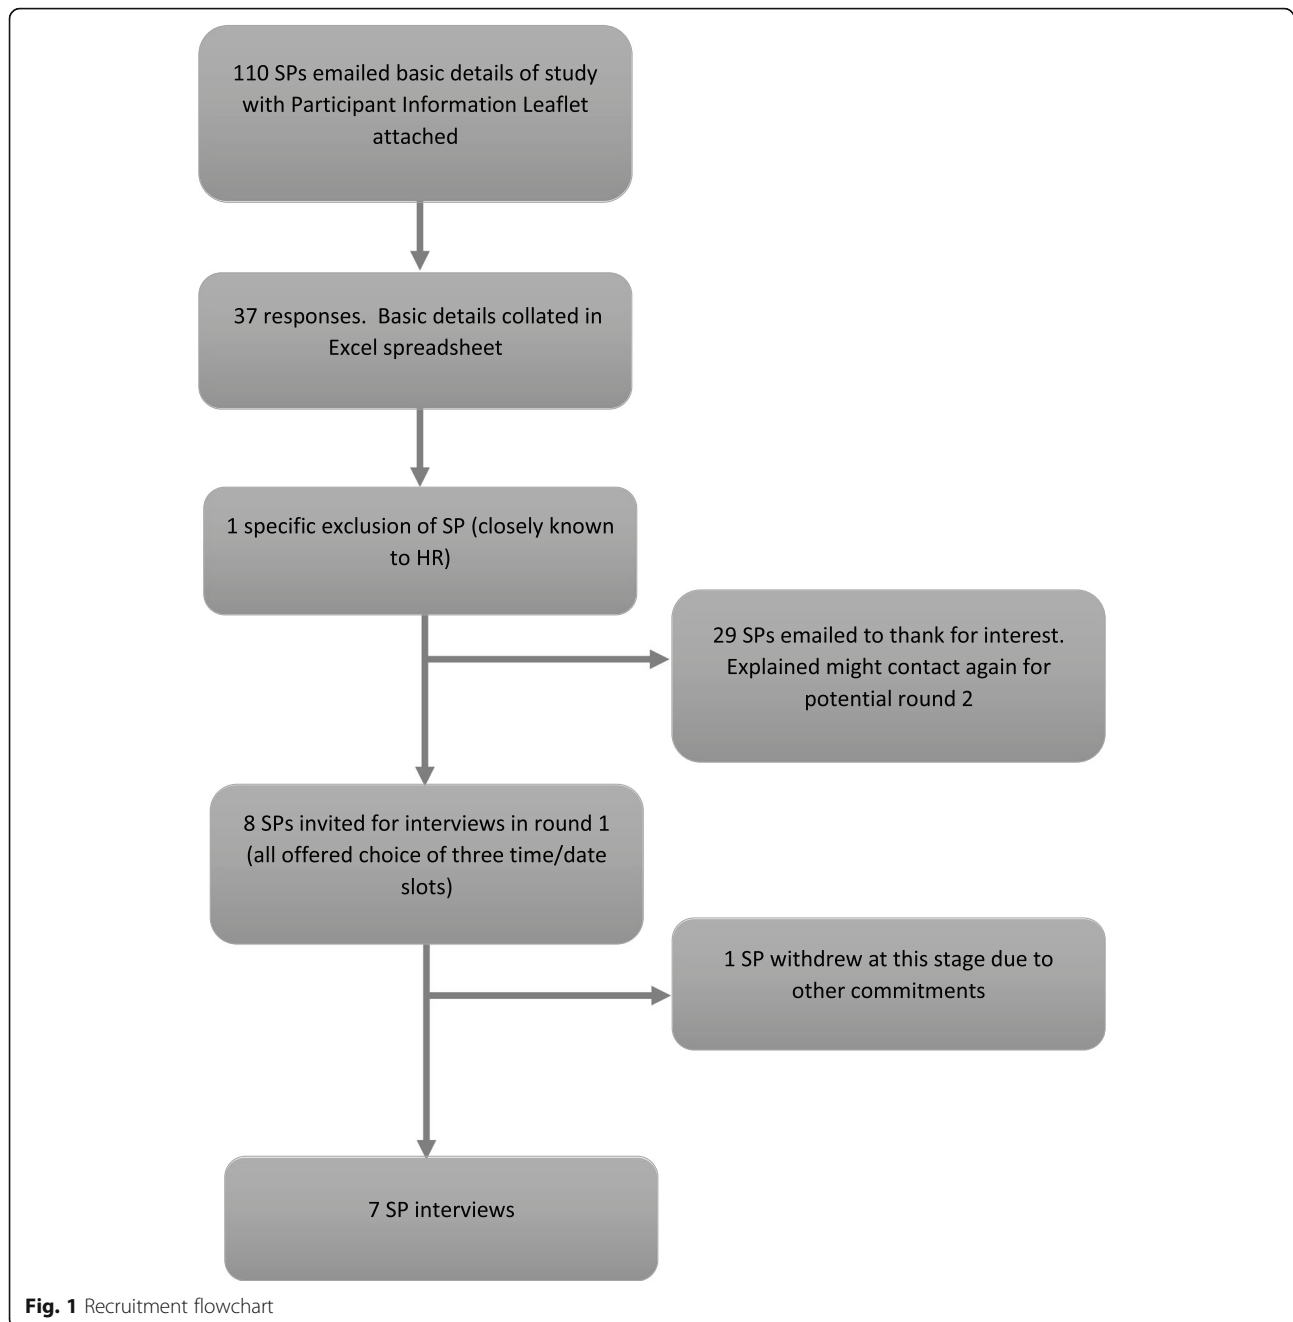 110 SPs emailed basic details of study
with Participant Information Leaflet
attached
37 responses.  Basic details collated in
Excel spreadsheet
1 specific exclusion of SP (closely known
to HR)
29 SPs emailed to thank for interest.
Explained might contact again for
potential round 2
8 SPs invited for interviews in round 1
(all offered choice of three time/date
slots)
1 SP withdrew at this stage due to
other commitments
7 SP interviews
Fig. 1 Recruitment flowchart